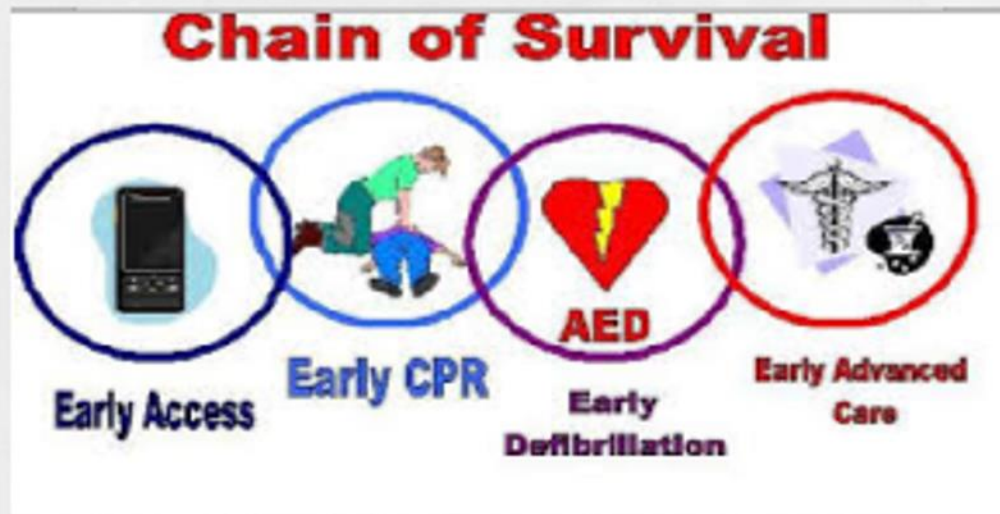 Chain of Survival
Early Access
Early CPR
AED
Early
Defibrillation
Early Advanced
Care